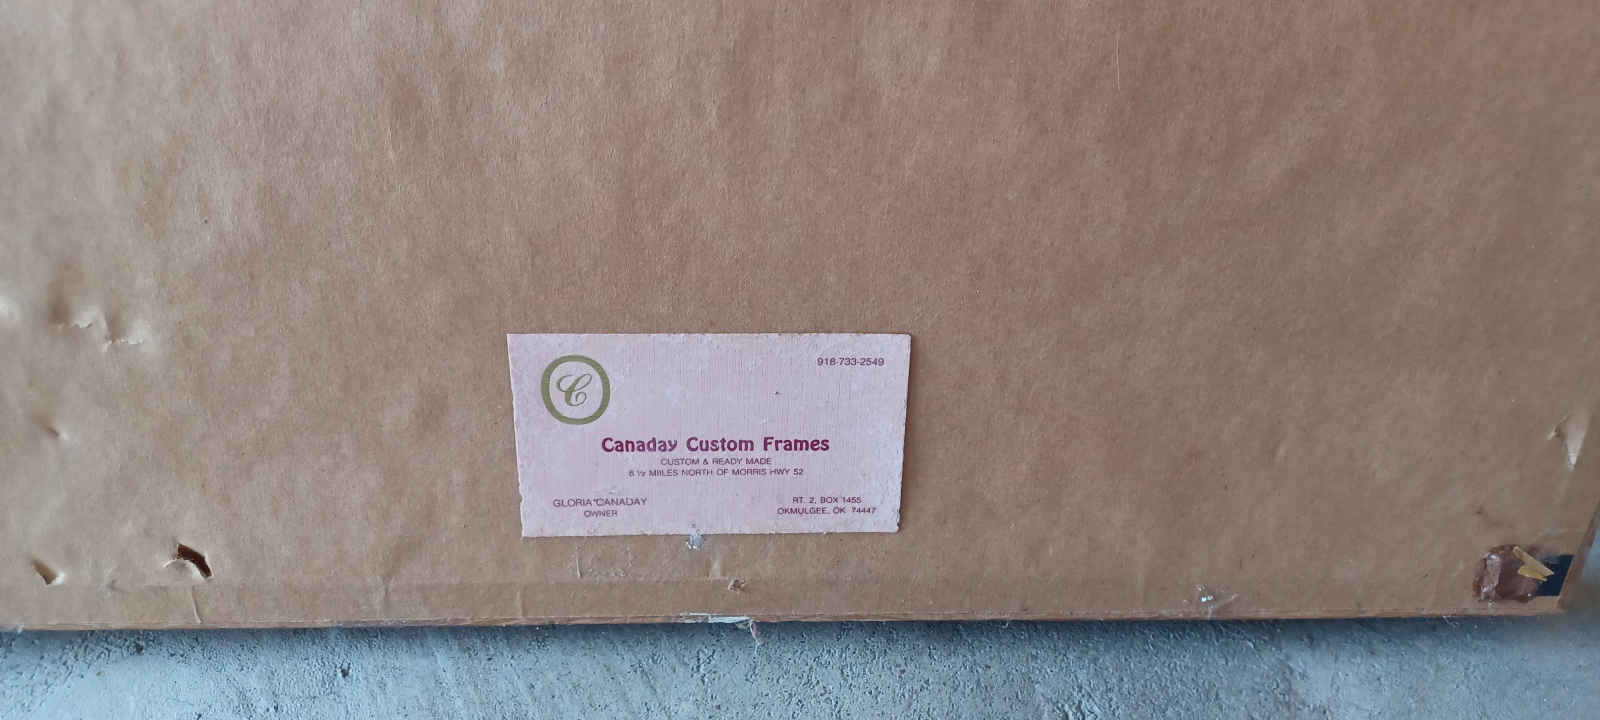 C
918-733-2549
Canaday Custom Frames
CUSTOM & READY MADE
6 ½ MIILES NORTH OF MORRIS HWY 52
GLORIA CANADAY
OWNER
RT. 2, BOX 1455
OKMULGEE, OK 74447